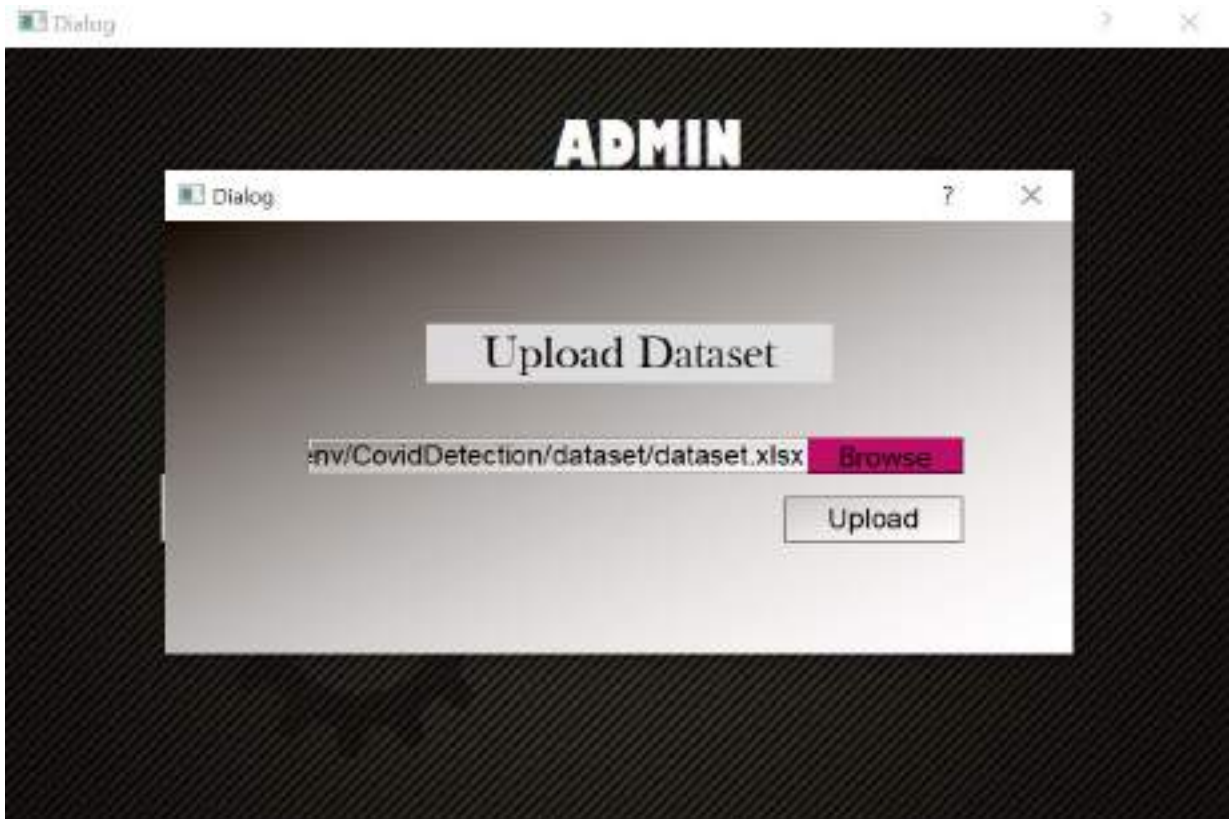 Dialog ?
ADMIN
Dialog ?
Upload Dataset
env/CovidDetection/dataset/dataset.xlsx Browse
Upload